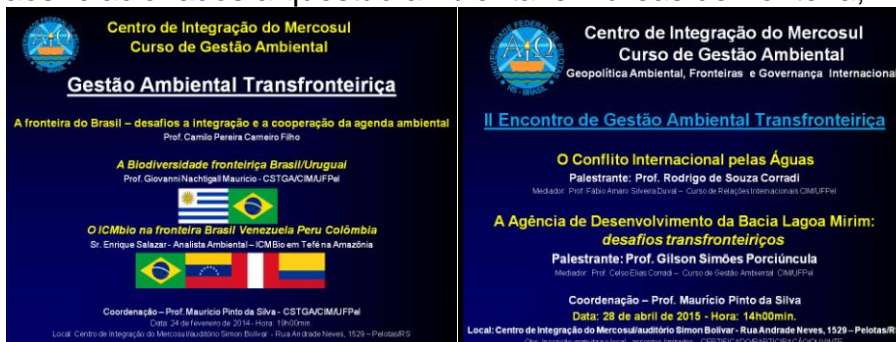 Centro de Integração do Mercosul
Curso de Gestão Ambiental
Gestão Ambiental Transfronteiriça
A fronteira do Brasil – desafios a integração e a cooperação da agenda ambiental
Prof. Camilo Pereira Carneiro Filho
A Biodiversidade fronteiriça Brasil/Uruguai
Prof. Giovanni Nachtigall Mauricio - CSTGA/CIM/UFPel
O ICMbio na fronteira Brasil Venezuela Peru Colômbia
Sr. Enrique Salazar - Analista Ambiental – ICMBio em Tefé na Amazônia
Coordenação – Prof. Mauricio Pinto da Silva - CSTGA/CIM/UFPel
Data: 24 de fevereiro de 2014 - Hora: 19h00min
Local: Centro de Integração do Mercosul/auditório Simon Bolivar - Rua Andrade Neves, 1529 – Pelotas/RS
UNIVERSIDADE FEDERAL DE PELOTAS
RS - BRASIL
Centro de Integração do Mercosul
Curso de Gestão Ambiental
Geopolítica Ambiental, Fronteiras e Governança Internacional
II Encontro de Gestão Ambiental Transfronteiriça
O Conflito Internacional pelas Águas
Palestrante: Prof. Rodrigo de Souza Corradi
Mediador: Prof. Fábio Amaro Silveira Duval – Curso de Relações Internacionais CIM/UFPel
A Agência de Desenvolvimento da Bacia Lagoa Mirim:
desafios transfronteiriços
Palestrante: Prof. Gilson Simões Porciúncula
Mediador: Prof. Celso Elias Corradi – Curso de Gestão Ambiental CIM/UFPel
Coordenação – Prof. Maurício Pinto da Silva
Data: 28 de abril de 2015 - Hora: 14h00min.
Local: Centro de Integração do Mercosul/auditório Simon Bolivar - Rua Andrade Neves, 1529 – Pelotas/R